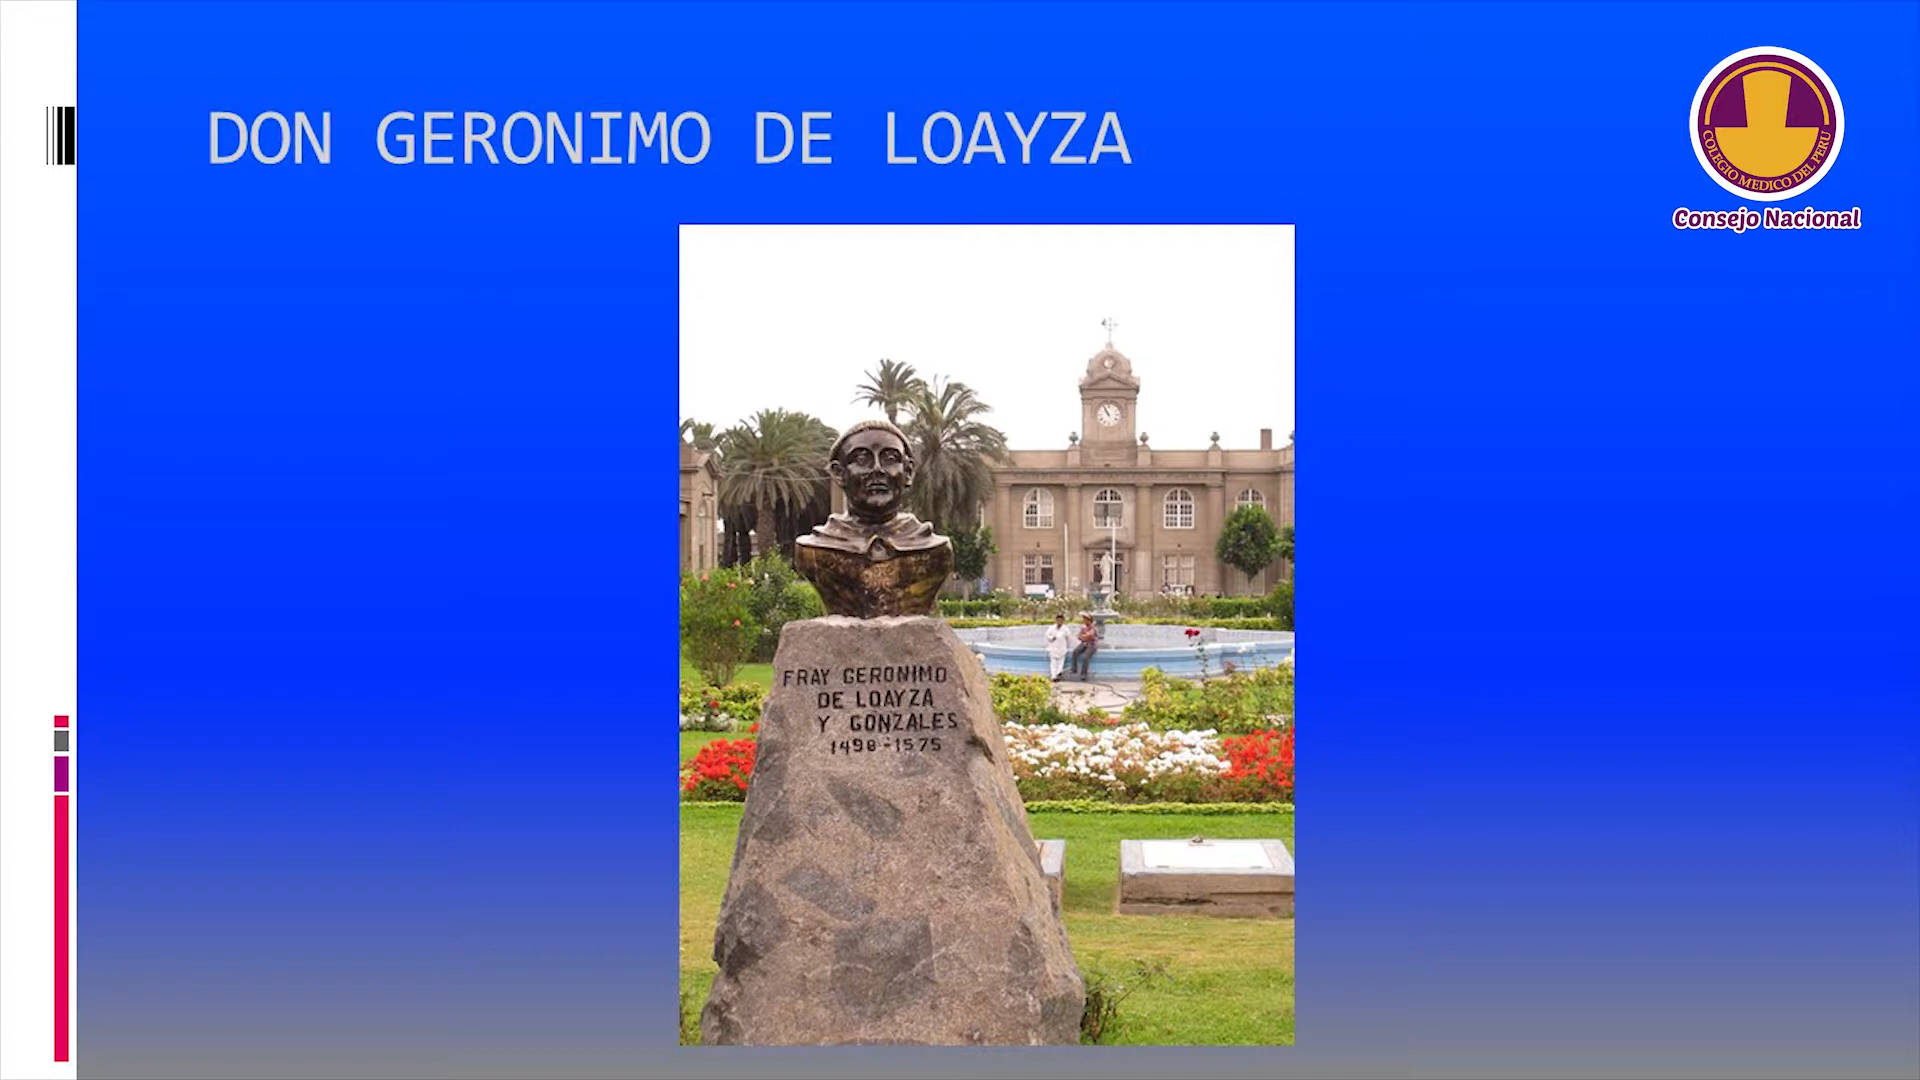 DON GERONIMO DE LOAYZA
COLEGIO MEDICO DEL PERU
Consejo Nacional
FRAY GERONIMO
DE LOAYZA
Y GONZALES
1498-1575